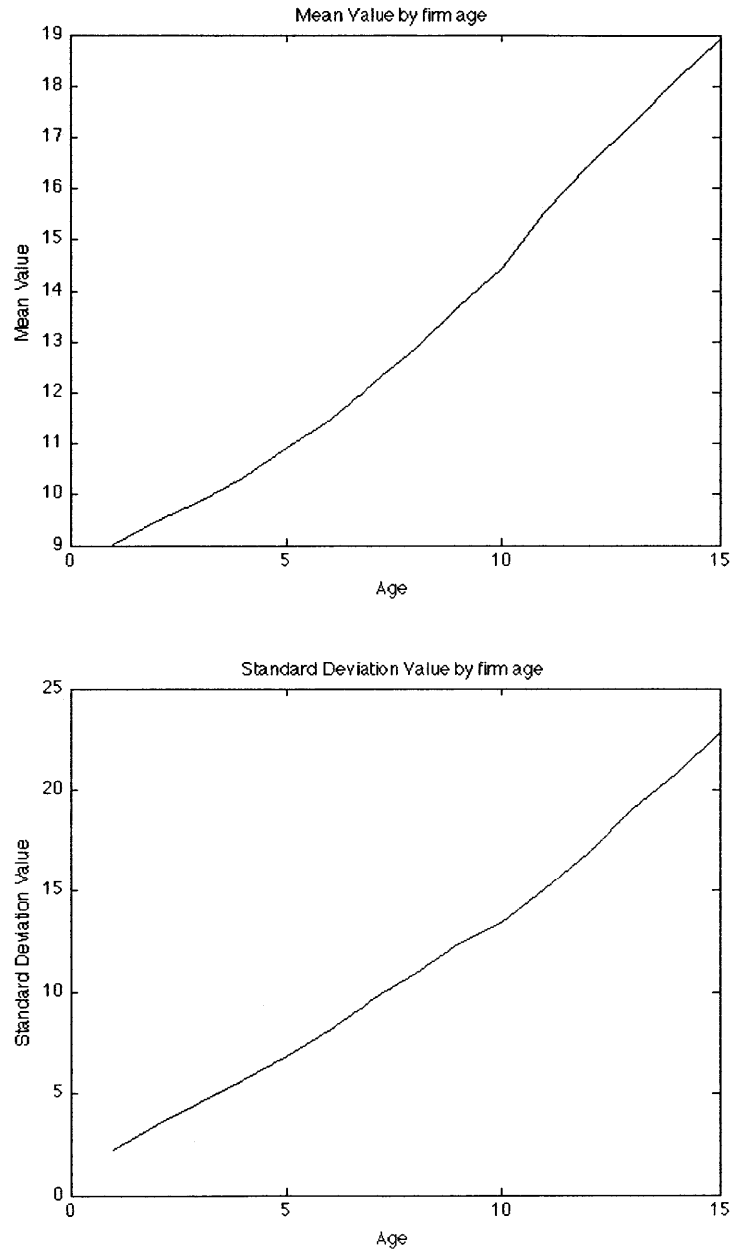 Mean Value by firm age
19
18
17
16
15
14
13
12
11
10
9
Mean Value
0 5 10 15
Age
Standard Deviation Value by firm age
25
20
15
10
5
0
Standard Deviation Value
0 5 10 15
Age